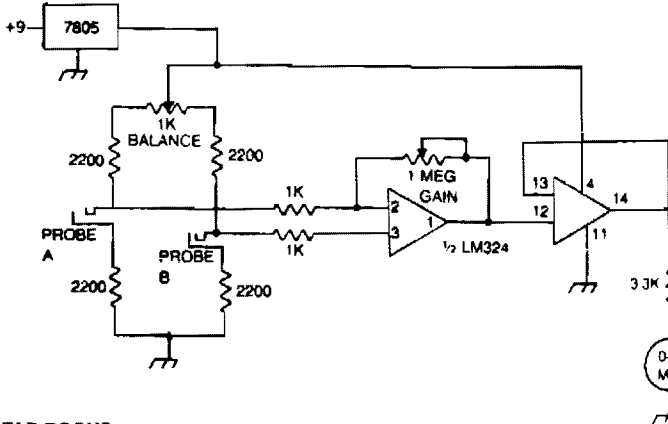 +9
7805
1K
BALANCE
2200
2200
1 MEG
GAIN
1K
2
1
3
1K
½ LM324
13
4
14
12
11
PROBE
A
PROBE
B
2200
2200
3.3K
0-
M